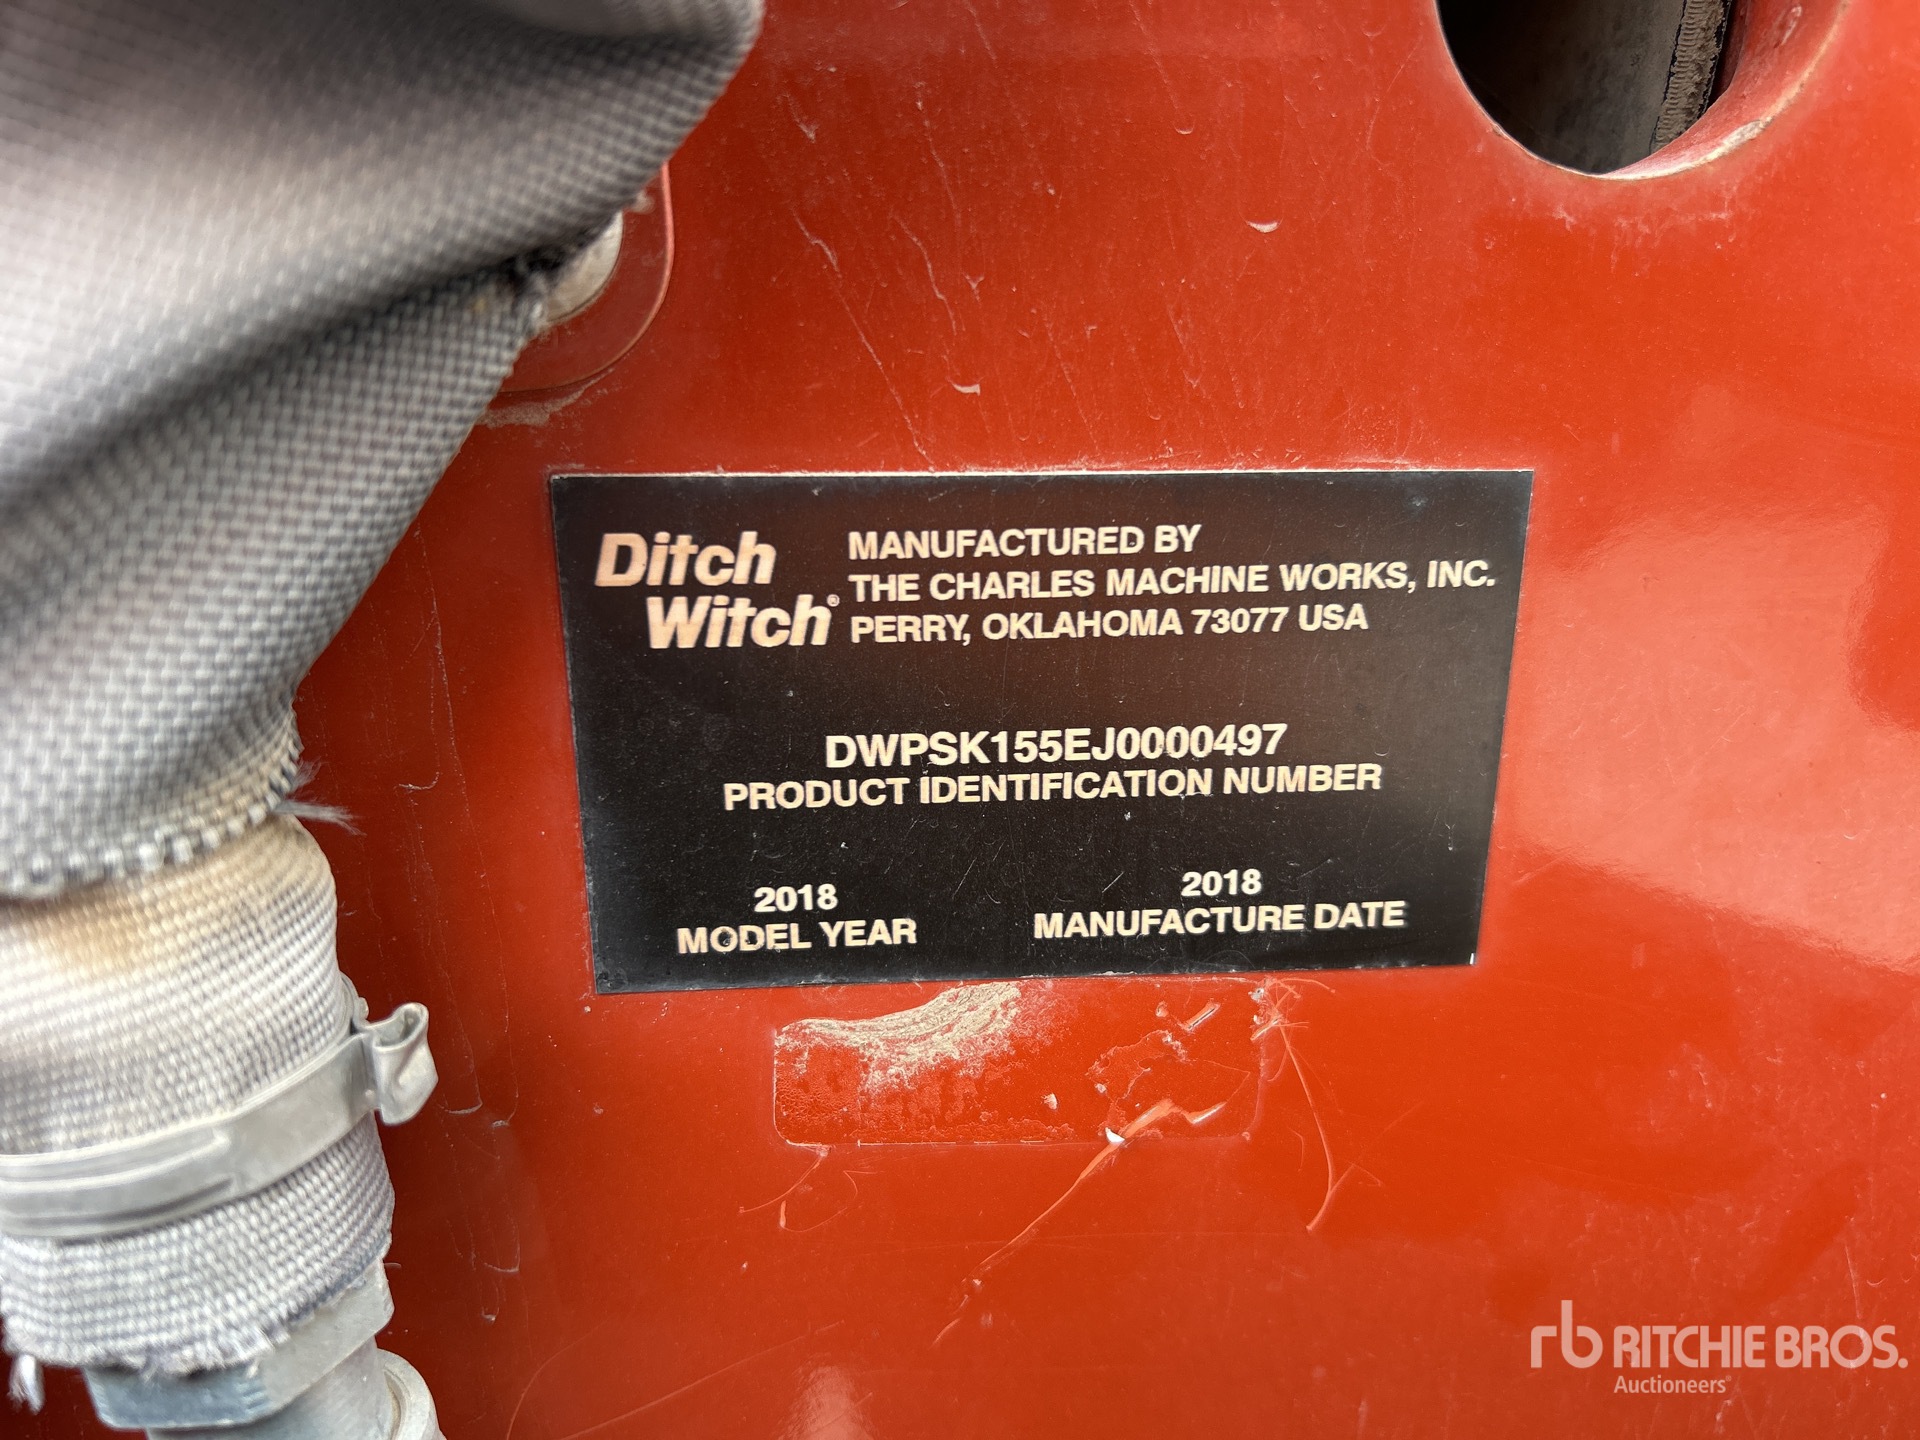 Ditch
Witch®
MANUFACTURED BY
THE CHARLES MACHINE WORKS, INC.
PERRY, OKLAHOMA 73077 USA
DWPSK155EJ0000497
PRODUCT IDENTIFICATION NUMBER
2018
MODEL YEAR
2018
MANUFACTURE DATE
rb RITCHIE BROS.
Auctioneers